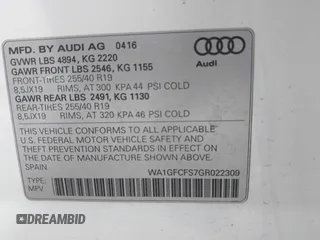 MFD. BY AUDI AG 0416
GVWR LBS 4894, KG 2220
GAWR FRONT LBS 2546, KG 1155
FRONT-TIRES 255/40 R19
8,5JX19 RIMS, AT 300 KPA 44 PSI COLD
GAWR REAR LBS 2491, KG 1130
REAR-TIRES 255/40 R19
8,5JX19 RIMS, AT 320 KPA 46 PSI COLD
Audi
THIS VEHICLE CONFORMS TO ALL APPLICABLE
U.S. FEDERAL MOTOR VEHICLE SAFETY AND
THEFT PREVENTION STANDARDS IN EFFECT ON
THE DATE OF MANUFACTURE SHOWN ABOVE.
SPAIN
WA1GFCFS7GR022309
TYPE:
MPV
DREAMBID